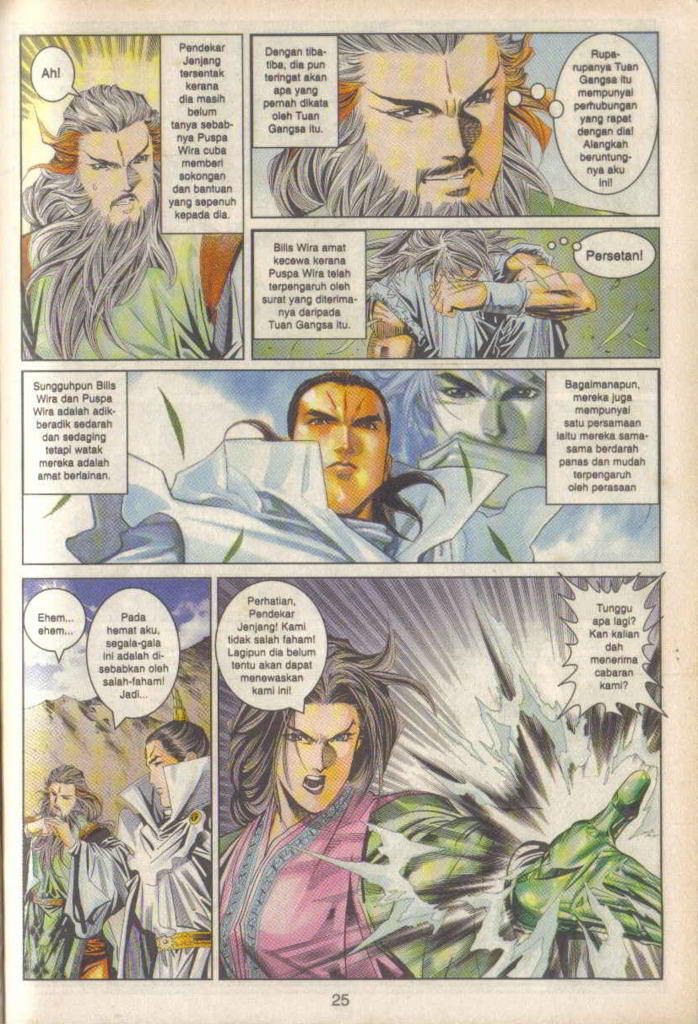 Ah!
Pendekar
Jenjang
tersentak
kerana
dia masih
belum
tanya sebab-
nya Puspa
Wira cuba
memberi
sokongan
dan bantuan
yang sepenuh
kepada dia.
Dengan tiba-
tiba, dia pun
teringat akan
apa yang
pernah dikata
oleh Tuan
Gangsa itu.
Rupa-
rupanya Tuan
Gangsa itu
mempunyai
perhubungan
yang rapat
dengan dia!
Alangkah
beruntung-
nya aku
ini!
Bilis Wira amat
kecewa kerana
Puspa Wira telah
terpengaruh oleh
surat yang diterima-
nya daripada
Tuan Gangsa itu.
Persetan!
Sungguhpun Bilis
Wira dan Puspa
Wira adalah adik-
beradik sedarah
dan sedaging
tetapi watak
mereka adalah
amat berlainan.
Bagaimanapun,
mereka juga
mempunyai
satu persamaan
iaitu mereka sama-
sama berdarah
panas dan mudah
terpengaruh
oleh perasaan
Ehem...
ehem...
Pada
hemat aku,
segala-gala
ini adalah di-
sebabkan oleh
salah-faham!
Jadi...
Perhatian,
Pendekar
Jenjang! Kami
tidak salah faham!
Lagipun dia belum
tentu akan dapat
menewaskan
kami ini!
Tunggu
apa lagi?
Kan kalian
dah
menerima
cabaran
kami?
25